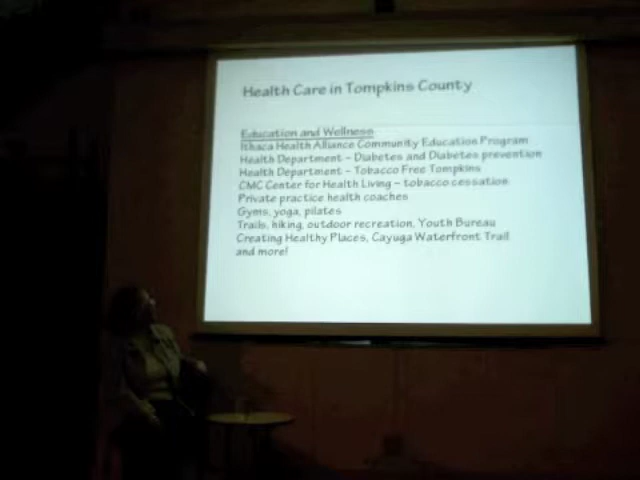 Health Care in Tompkins County
Education and Wellness
Ithaca Health Alliance Community Education Program
Health Department – Diabetes and Diabetes prevention
Health Department – Tobacco Free Tompkins
CMC Center for Health Living – tobacco cessation
Private practice health coaches
Gyms, yoga, pilates
Trails, hiking, outdoor recreation, Youth Bureau
Creating Healthy Places, Cayuga Waterfront Trail
and more!